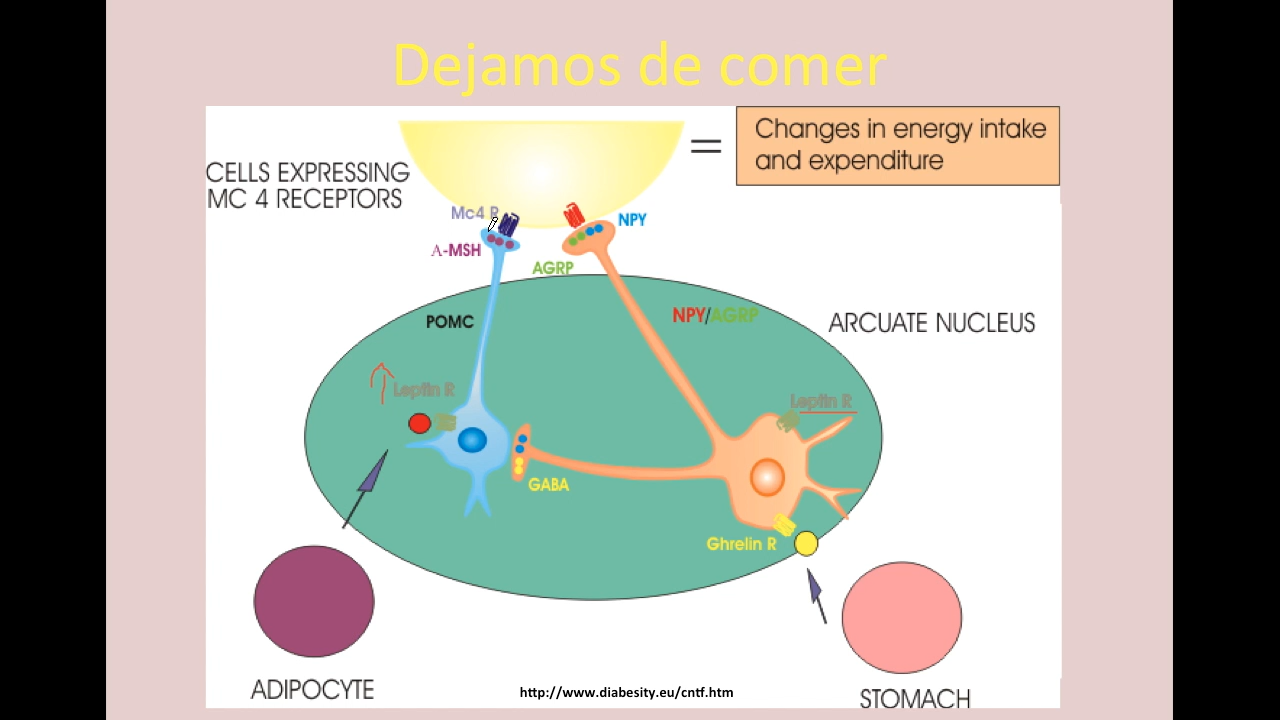 Dejamos de comer
Changes in energy intake
and expenditure
=
CELLS EXPRESSING
MC 4 RECEPTORS
Mc4 R
NPY
A-MSH
AGRP
POMC
NPY/AGRP
ARCUATE NUCLEUS
Leptin R
Leptin R
GABA
Ghrelin R
ADIPOCYTE
http://www.diabesity.eu/cntf.htm
STOMACH